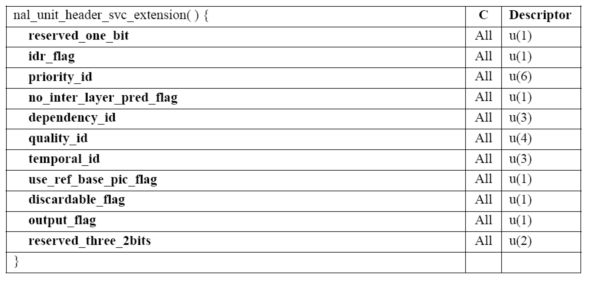 nal_unit_header_svc_extension( ) { C Descriptor
reserved_one_bit All u(1)
idr_flag All u(1)
priority_id All u(6)
no_inter_layer_pred_flag All u(1)
dependency_id All u(3)
quality_id All u(4)
temporal_id All u(3)
use_ref_base_pic_flag All u(1)
discardable_flag All u(1)
output_flag All u(1)
reserved_three_2bits All u(2)
}